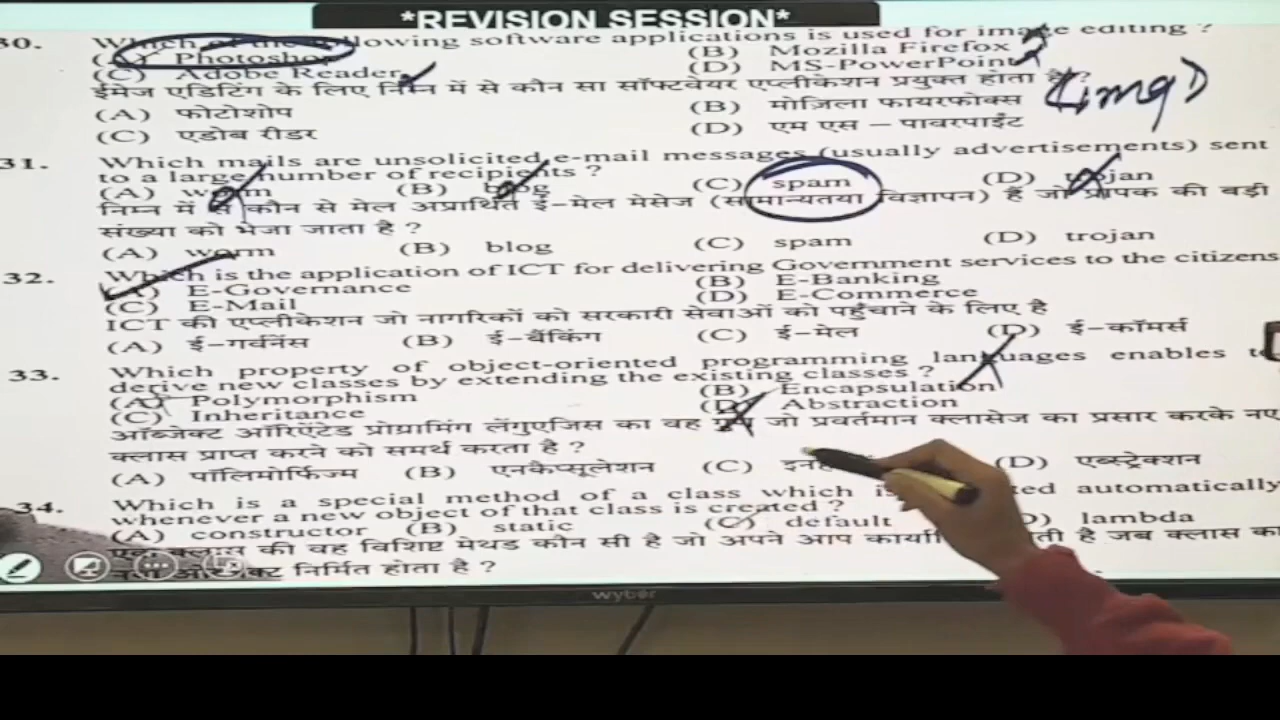 *REVISION SESSION*
30. Which of the following software applications is used for image editing ?
(A) Photoshop (B) Mozilla Firefox
(C) Adobe Reader (D) MS-PowerPoint
ईमेज एडिटिंग के लिए निम्न में से कौन सा सॉफ्टवेयर एप्लीकेशन प्रयुक्त होता है ?
(A) फोटोशोप (B) मोज़िला फायरफोक्स
(C) एडोब रीडर (D) एम एस – पावरपाईंट
(img)
31. Which mails are unsolicited e-mail messages (usually advertisements) sent
to a large number of recipients ?
(A) worm (B) blog (C) spam (D) trojan
निम्न में से कौन से मेल अप्रार्थित ई-मेल मेसेज (सामान्यतया विज्ञापन) हैं जो प्रापक की बड़ी
संख्या को भेजा जाता है ?
(A) worm (B) blog (C) spam (D) trojan
32. Which is the application of ICT for delivering Government services to the citizens
(A) E-Governance (B) E-Banking
(C) E-Mail (D) E-Commerce
ICT की एप्लीकेशन जो नागरिकों को सरकारी सेवाओं को पहुँचाने के लिए है
(A) ई-गर्वनेंस (B) ई-बैंकिंग (C) ई-मेल (D) ई-कॉमर्स
33. Which property of object-oriented programming languages enables to
derive new classes by extending the existing classes ?
(A) Polymorphism (B) Encapsulation
(C) Inheritance (D) Abstraction
ऑब्जेक्ट ऑरिऐंटेड प्रोग्रामिंग लेंगुएजिस का वह गुण जो प्रवर्तमान क्लासेज का प्रसार करके नए
क्लास प्राप्त करने को समर्थ करता है ?
(A) पॉलिमोर्फिज्म (B) एनकैप्सूलेशन (C) (D) एब्स्ट्रेक्शन
34. Which is a special method of a class which automatically
whenever a new object of that class is created ?
(A) constructor (B) static (C) default (D) lambda
क्लास की वह विशिष्ट मेथड कौन सी है जो अपने आप है जब क्लास का
निर्मित होता है ?
wyber